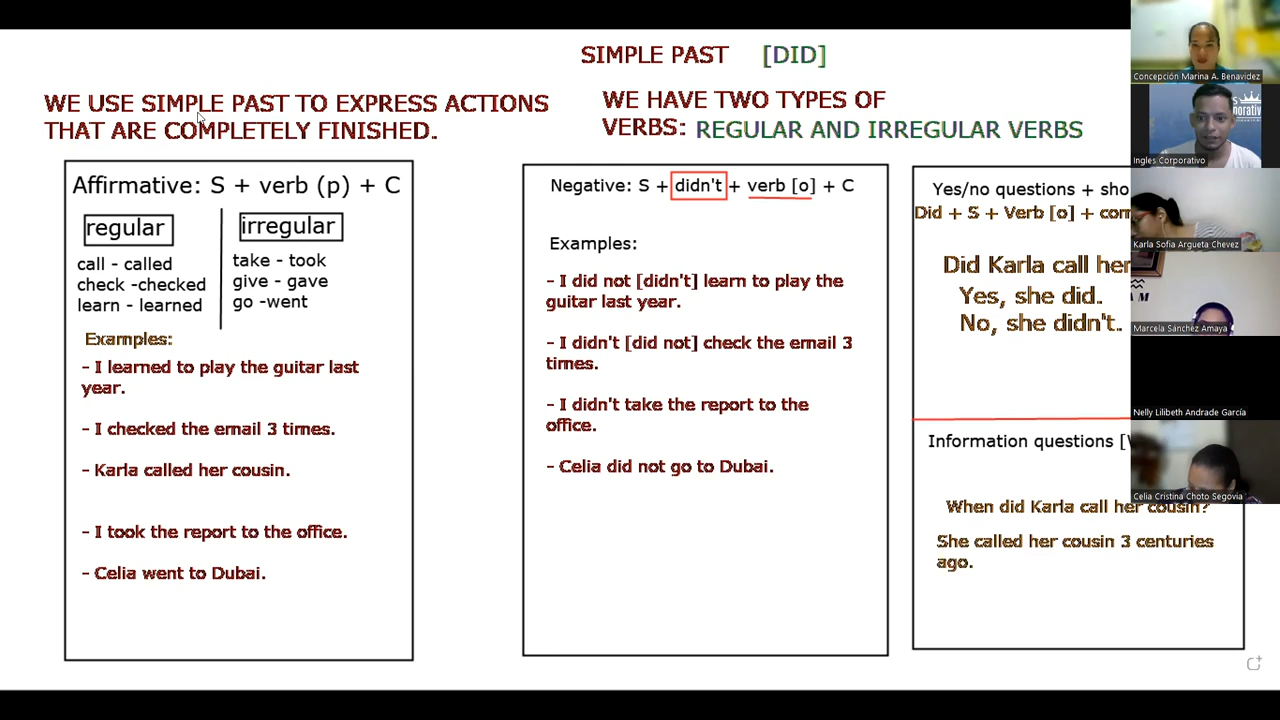 SIMPLE PAST [DID]
WE USE SIMPLE PAST TO EXPRESS ACTIONS
THAT ARE COMPLETELY FINISHED.
WE HAVE TWO TYPES OF
VERBS: REGULAR AND IRREGULAR VERBS
Affirmative: S + verb (p) + C
regular
irregular
call - called
check -checked
learn - learned
take - took
give - gave
go -went
Examples:
- I learned to play the guitar last
year.
- I checked the email 3 times.
- Karla called her cousin.
- I took the report to the office.
- Celia went to Dubai.
Negative: S + didn't + verb [o] + C
Examples:
- I did not [didn't] learn to play the
guitar last year.
- I didn't [did not] check the email 3
times.
- I didn't take the report to the
office.
- Celia did not go to Dubai.
Yes/no questions + sho
Did + S + Verb [o] + com
Did Karla call her
Yes, she did.
No, she didn't.
Information questions [
When did Karla call her cousin?
She called her cousin 3 centuries
ago.
Concepción Marina A. Benavidez
Ingles Corporativo
Karla Sofia Argueta Chevez
Marcela Sánchez Amaya
Nelly Lilibeth Andrade García
Celia Cristina Choto Segovia